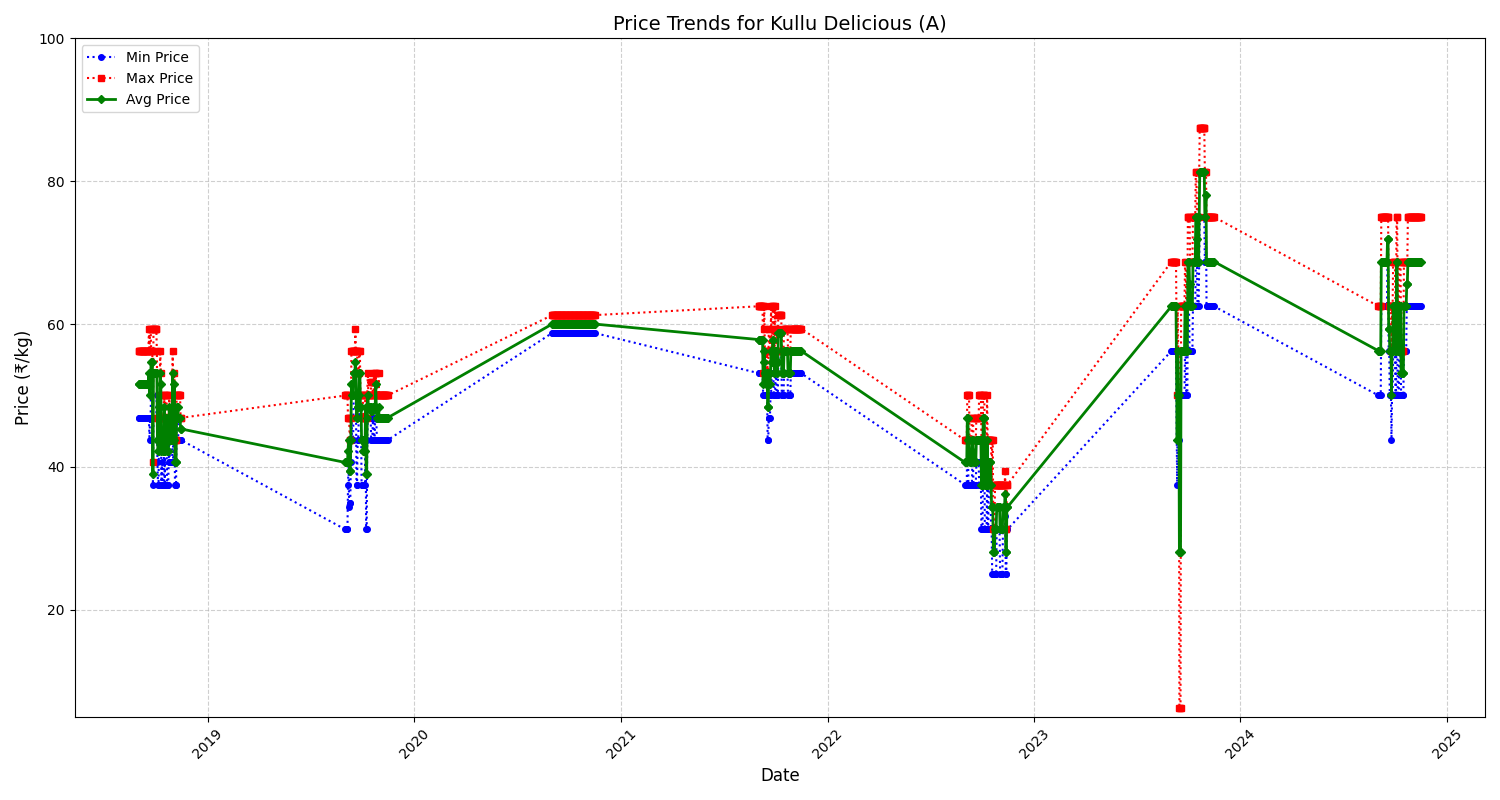 Price Trends for Kullu Delicious (A)
Min Price
Max Price
Avg Price
100
80
60
40
20
Price (₹/kg)
2019
2020
2021
2022
2023
2024
2025
Date